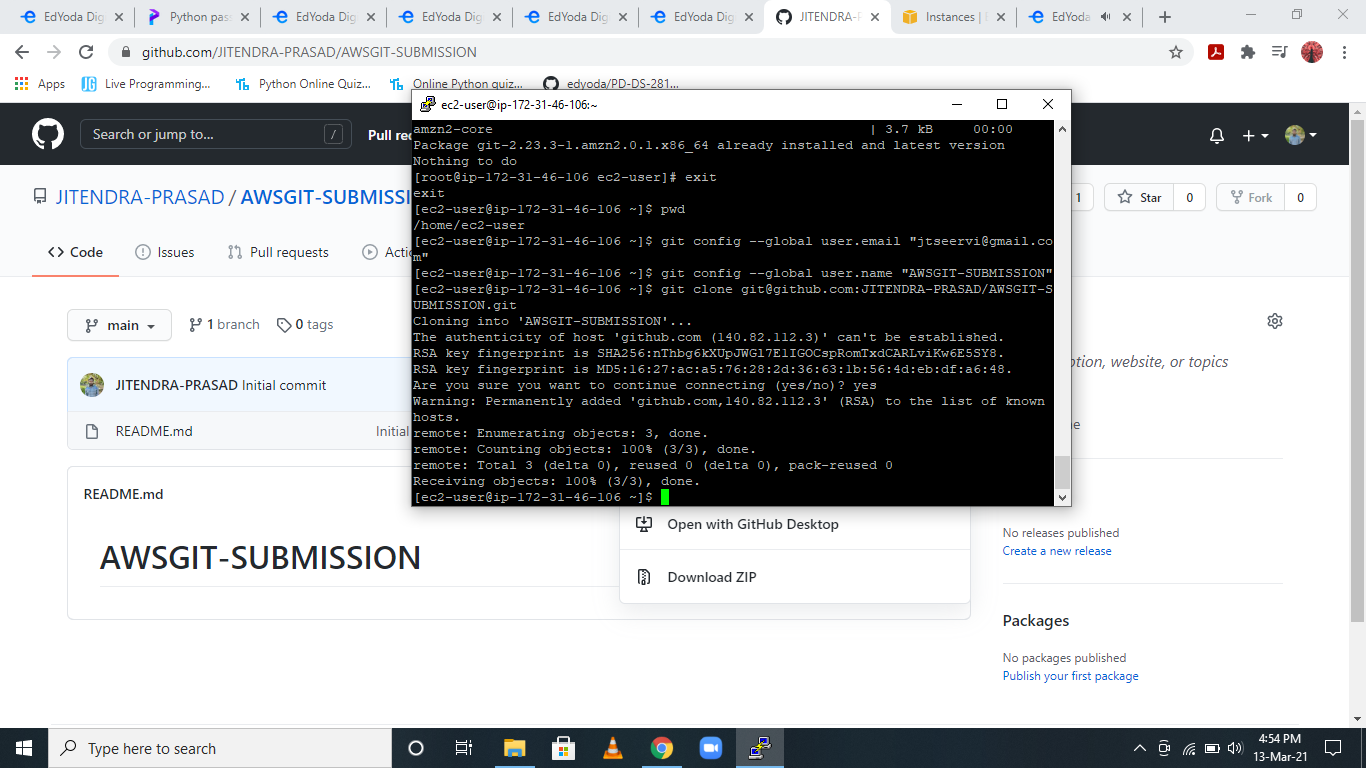 EdYoda Dig
Python pas
EdYoda Dig
EdYoda Dig
EdYoda Dig
EdYoda Dig
JITENDRA-P
Instances |
EdYoda
github.com/JITENDRA-PRASAD/AWSGIT-SUBMISSION
Apps
Live Programming...
Python Online Quiz...
Online Python quiz...
edyoda/PD-DS-281...
Search or jump to...
/
Pull re
ec2-user@ip-172-31-46-106:~
amzn2-core | 3.7 kB 00:00
Package git-2.23.3-1.amzn2.0.1.x86_64 already installed and latest version
Nothing to do
[root@ip-172-31-46-106 ec2-user]# exit
exit
[ec2-user@ip-172-31-46-106 ~]$ pwd
/home/ec2-user
[ec2-user@ip-172-31-46-106 ~]$ git config --global user.email "jtseervi@gmail.co
m"
[ec2-user@ip-172-31-46-106 ~]$ git config --global user.name "AWSGIT-SUBMISSION"
[ec2-user@ip-172-31-46-106 ~]$ git clone git@github.com:JITENDRA-PRASAD/AWSGIT-S
UBMISSION.git
Cloning into 'AWSGIT-SUBMISSION'...
The authenticity of host 'github.com (140.82.112.3)' can't be established.
RSA key fingerprint is SHA256:nThbg6kXUpJWGl7E1IGOCspRomTxdCARLviKw6E5SY8.
RSA key fingerprint is MD5:16:27:ac:a5:76:28:2d:36:63:1b:56:4d:eb:df:a6:48.
Are you sure you want to continue connecting (yes/no)? yes
Warning: Permanently added 'github.com,140.82.112.3' (RSA) to the list of known
hosts.
remote: Enumerating objects: 3, done.
remote: Counting objects: 100% (3/3), done.
remote: Total 3 (delta 0), reused 0 (delta 0), pack-reused 0
Receiving objects: 100% (3/3), done.
[ec2-user@ip-172-31-46-106 ~]$
JITENDRA-PRASAD / AWSGIT-SUBMISSI
1
Star 0
Fork 0
Code
Issues
Pull requests
Acti
main
1 branch
0 tags
JITENDRA-PRASAD Initial commit
README.md
Initial
README.md
AWSGIT-SUBMISSION
Open with GitHub Desktop
Download ZIP
ption, website, or topics
e
No releases published
Create a new release
Packages
No packages published
Publish your first package
Type here to search
4:54 PM
13-Mar-21